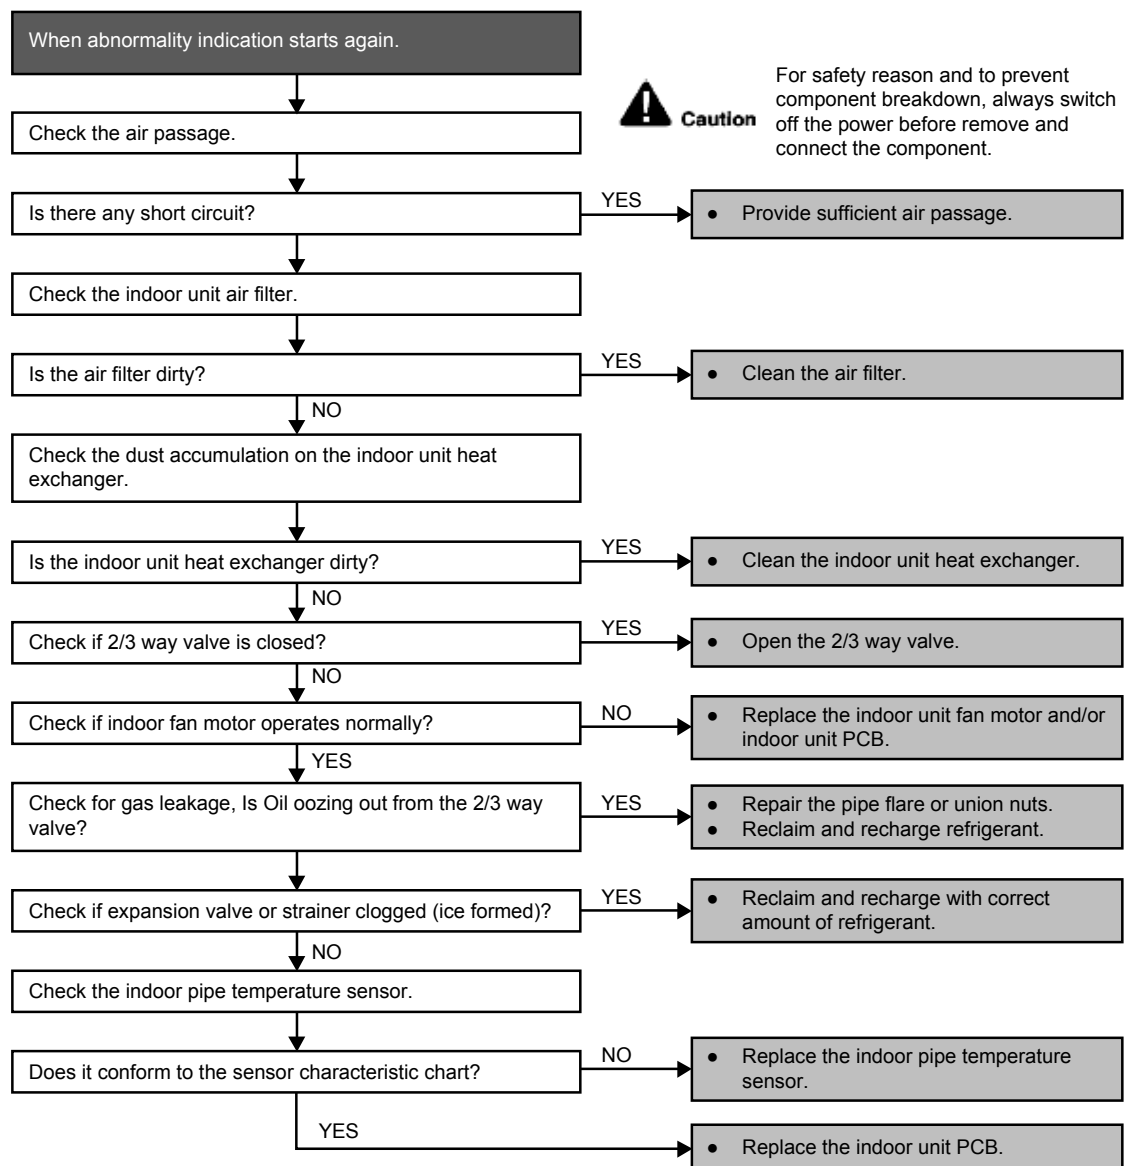 When abnormality indication starts again.
For safety reason and to prevent
component breakdown, always switch
off the power before remove and
connect the component.
Caution
Check the air passage.
Is there any short circuit?
YES
● Provide sufficient air passage.
Check the indoor unit air filter.
Is the air filter dirty?
YES
● Clean the air filter.
NO
Check the dust accumulation on the indoor unit heat
exchanger.
Is the indoor unit heat exchanger dirty?
YES
● Clean the indoor unit heat exchanger.
NO
Check if 2/3 way valve is closed?
YES
● Open the 2/3 way valve.
NO
Check if indoor fan motor operates normally?
NO
● Replace the indoor unit fan motor and/or
indoor unit PCB.
YES
Check for gas leakage, Is Oil oozing out from the 2/3 way
valve?
YES
● Repair the pipe flare or union nuts.
● Reclaim and recharge refrigerant.
Check if expansion valve or strainer clogged (ice formed)?
YES
● Reclaim and recharge with correct
amount of refrigerant.
NO
Check the indoor pipe temperature sensor.
Does it conform to the sensor characteristic chart?
NO
● Replace the indoor pipe temperature
sensor.
YES
● Replace the indoor unit PCB.